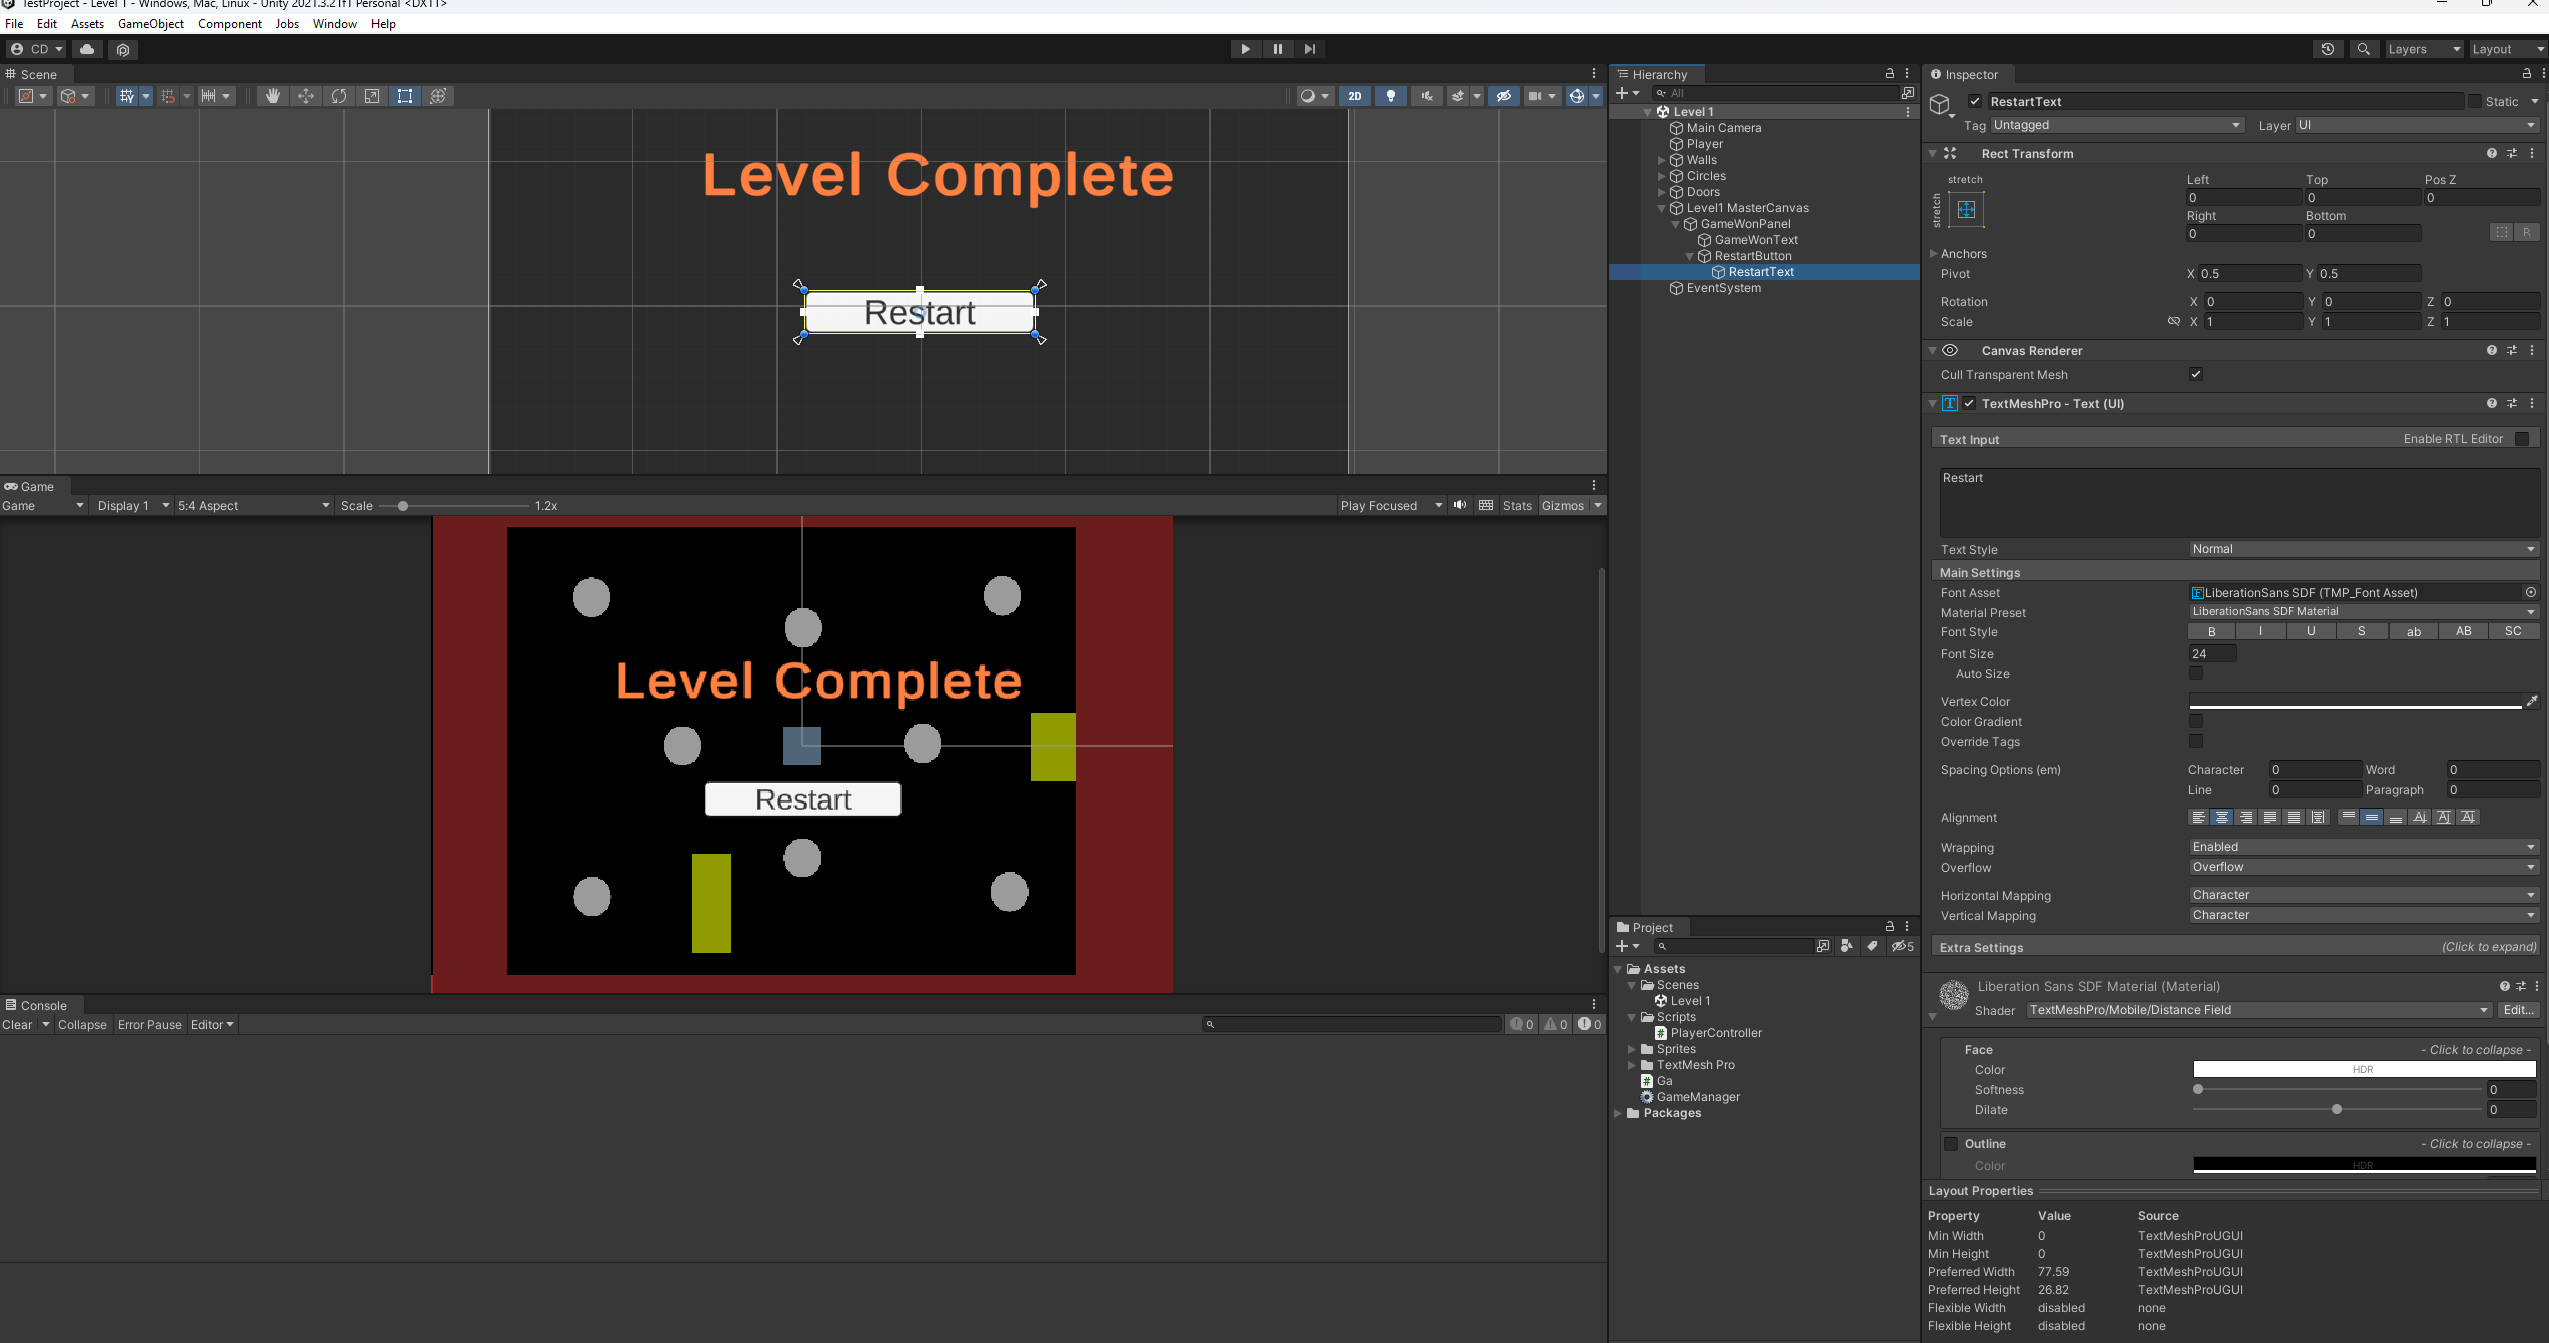 TestProject - Level 1 - Windows, Mac, Linux - Unity 2021.3.21f1 Personal <DX11>
File Edit Assets GameObject Component Jobs Window Help
CD Layers Layout
Scene
2D
Level Complete
Restart
Game
Game Display 1 5:4 Aspect Scale 1.2x Play Focused Stats Gizmos
Level Complete
Restart
Console
Clear Collapse Error Pause Editor 0 0 0
Hierarchy
All
Level 1
Main Camera
Player
Walls
Circles
Doors
Level1 MasterCanvas
GameWonPanel
GameWonText
RestartButton
RestartText
EventSystem
Project
5
Assets
Scenes
Level 1
Scripts
PlayerController
Sprites
TextMesh Pro
Ga
GameManager
Packages
Inspector
RestartText Static
Tag Untagged Layer UI
Rect Transform
stretch Left Top Pos Z
stretch 0 0 0
Right Bottom
0 0 R
Anchors
Pivot X 0.5 Y 0.5
Rotation X 0 Y 0 Z 0
Scale X 1 Y 1 Z 1
Canvas Renderer
Cull Transparent Mesh
TextMeshPro - Text (UI)
Text Input Enable RTL Editor
Restart
Text Style Normal
Main Settings
Font Asset LiberationSans SDF (TMP_Font Asset)
Material Preset LiberationSans SDF Material
Font Style B I U S ab AB SC
Font Size 24
Auto Size
Vertex Color
Color Gradient
Override Tags
Spacing Options (em) Character 0 Word 0
Line 0 Paragraph 0
Alignment
Wrapping Enabled
Overflow Overflow
Horizontal Mapping Character
Vertical Mapping Character
Extra Settings (Click to expand)
Liberation Sans SDF Material (Material)
Shader TextMeshPro/Mobile/Distance Field Edit...
Face - Click to collapse -
Color HDR
Softness 0
Dilate 0
Outline - Click to collapse -
Color HDR
Layout Properties
Property Value Source
Min Width 0 TextMeshProUGUI
Min Height 0 TextMeshProUGUI
Preferred Width 77.59 TextMeshProUGUI
Preferred Height 26.82 TextMeshProUGUI
Flexible Width disabled none
Flexible Height disabled none